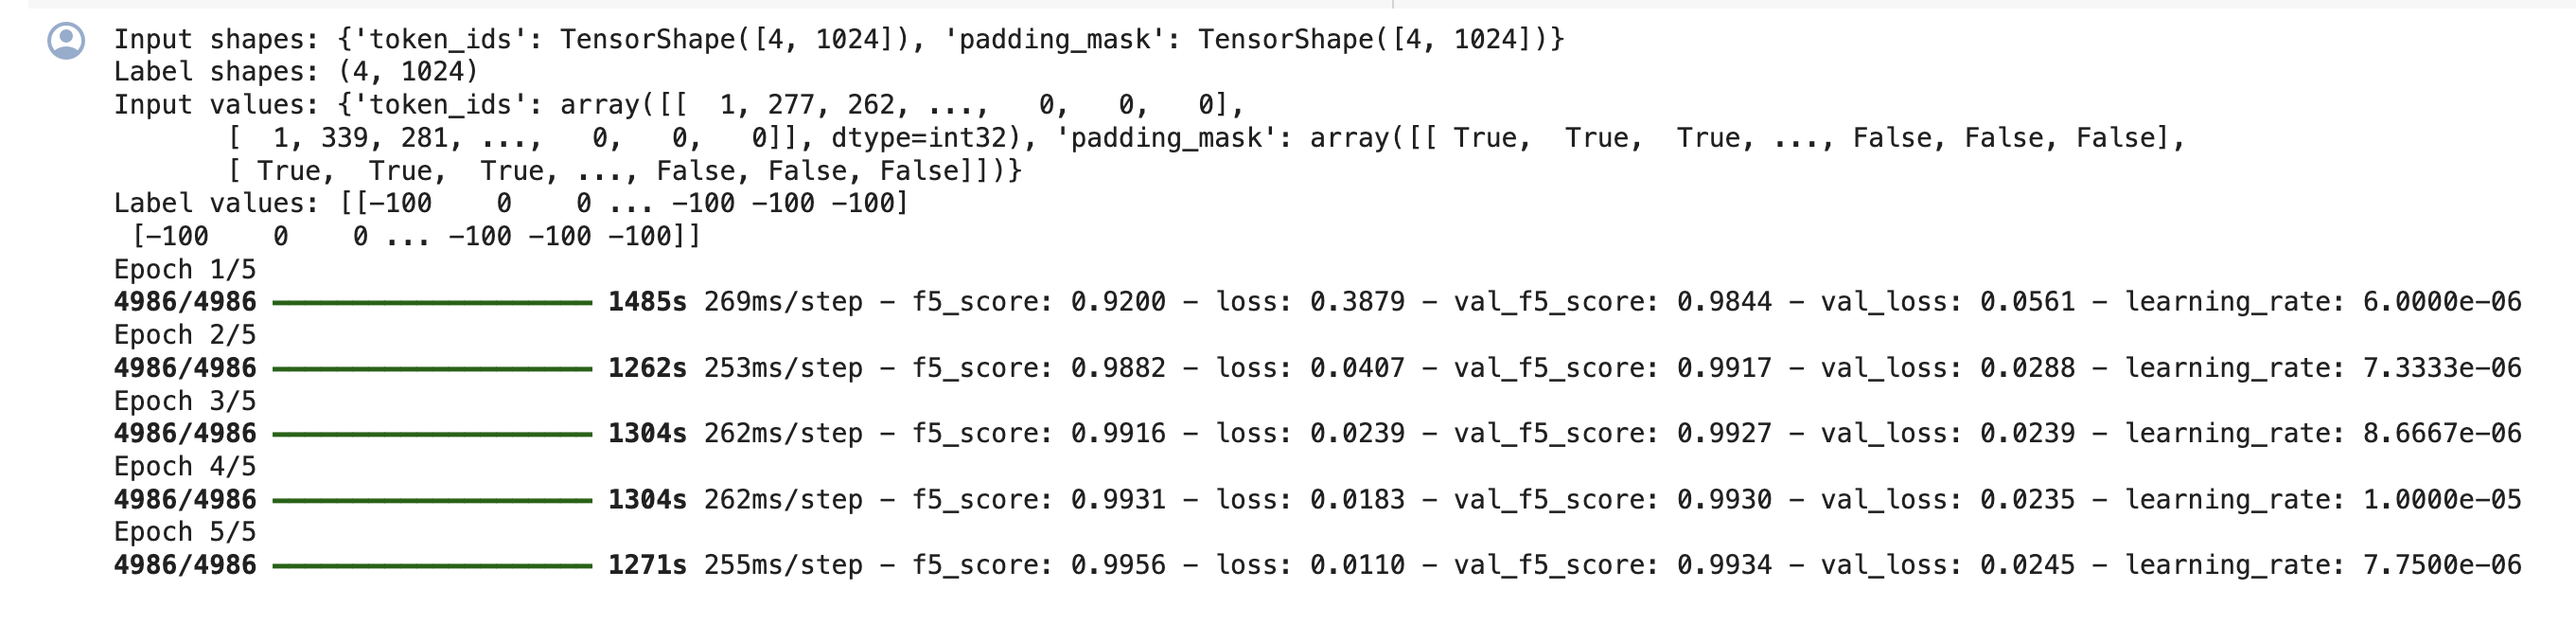 Input shapes: {'token_ids': TensorShape([4, 1024]), 'padding_mask': TensorShape([4, 1024])}
Label shapes: (4, 1024)
Input values: {'token_ids': array([[  1, 277, 262, ...,   0,   0,   0],
       [  1, 339, 281, ...,   0,   0,   0]], dtype=int32), 'padding_mask': array([[ True,  True,  True, ..., False, False, False],
       [ True,  True,  True, ..., False, False, False]])}
Label values: [[-100    0    0 ... -100 -100 -100]
 [-100    0    0 ... -100 -100 -100]]
Epoch 1/5
4986/4986 ━━━━━━━━━━━━━━━━━━━━ 1485s 269ms/step - f5_score: 0.9200 - loss: 0.3879 - val_f5_score: 0.9844 - val_loss: 0.0561 - learning_rate: 6.0000e-06
Epoch 2/5
4986/4986 ━━━━━━━━━━━━━━━━━━━━ 1262s 253ms/step - f5_score: 0.9882 - loss: 0.0407 - val_f5_score: 0.9917 - val_loss: 0.0288 - learning_rate: 7.3333e-06
Epoch 3/5
4986/4986 ━━━━━━━━━━━━━━━━━━━━ 1304s 262ms/step - f5_score: 0.9916 - loss: 0.0239 - val_f5_score: 0.9927 - val_loss: 0.0239 - learning_rate: 8.6667e-06
Epoch 4/5
4986/4986 ━━━━━━━━━━━━━━━━━━━━ 1304s 262ms/step - f5_score: 0.9931 - loss: 0.0183 - val_f5_score: 0.9930 - val_loss: 0.0235 - learning_rate: 1.0000e-05
Epoch 5/5
4986/4986 ━━━━━━━━━━━━━━━━━━━━ 1271s 255ms/step - f5_score: 0.9956 - loss: 0.0110 - val_f5_score: 0.9934 - val_loss: 0.0245 - learning_rate: 7.7500e-06